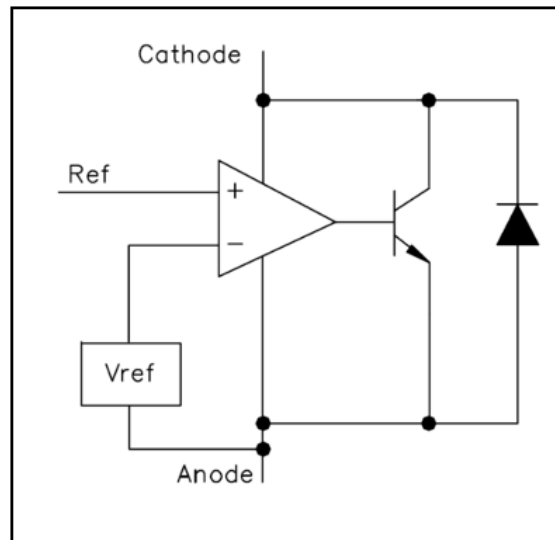 Cathode
Ref
+
−
Vref
Anode